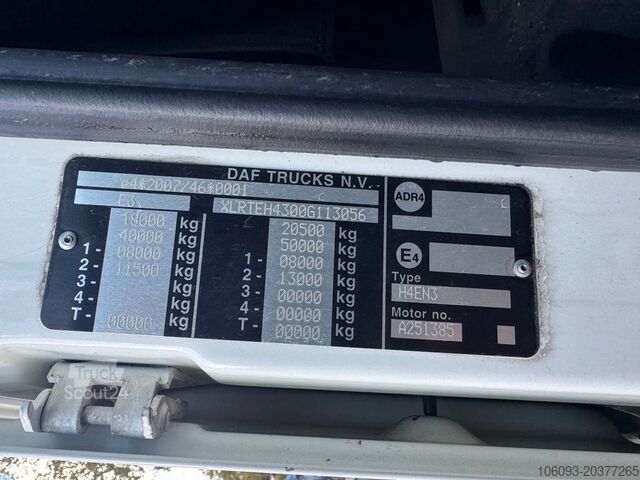 DAF TRUCKS N.V.
e4*2007/46*0001
E3 XLRTEH4300G113056
18000 kg 20500 kg
40000 kg 50000 kg
1- 08000 kg 1- 08000 kg
2- 11500 kg 2- 13000 kg
3- kg 3- 00000 kg
4- kg 4- 00000 kg
T- 00000 kg T- 00000 kg
ADR4
E4
Type
H4EN3
Motor no.
A251385
Truck
Scout24
106093-20377265